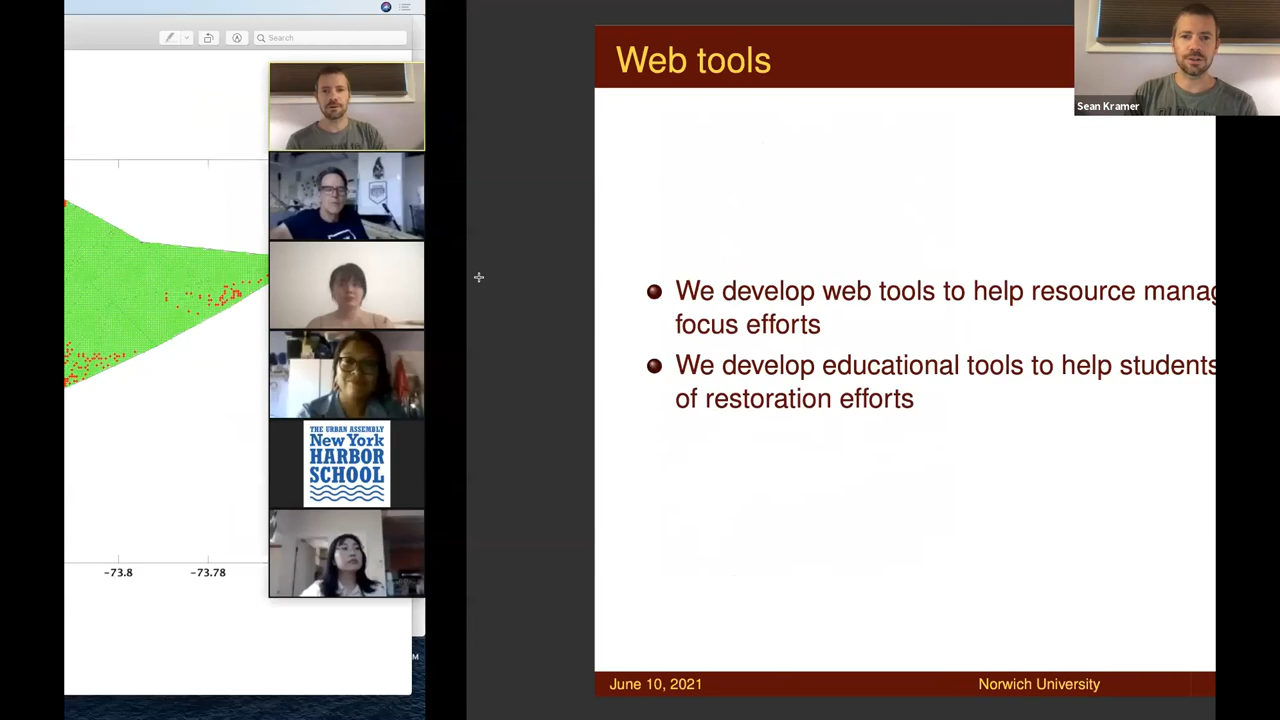 Search
-73.8
-73.78
THE URBAN ASSEMBLY
New York
HARBOR
SCHOOL
M
Web tools
Sean Kramer
We develop web tools to help resource manag
focus efforts
We develop educational tools to help students
of restoration efforts
June 10, 2021
Norwich University